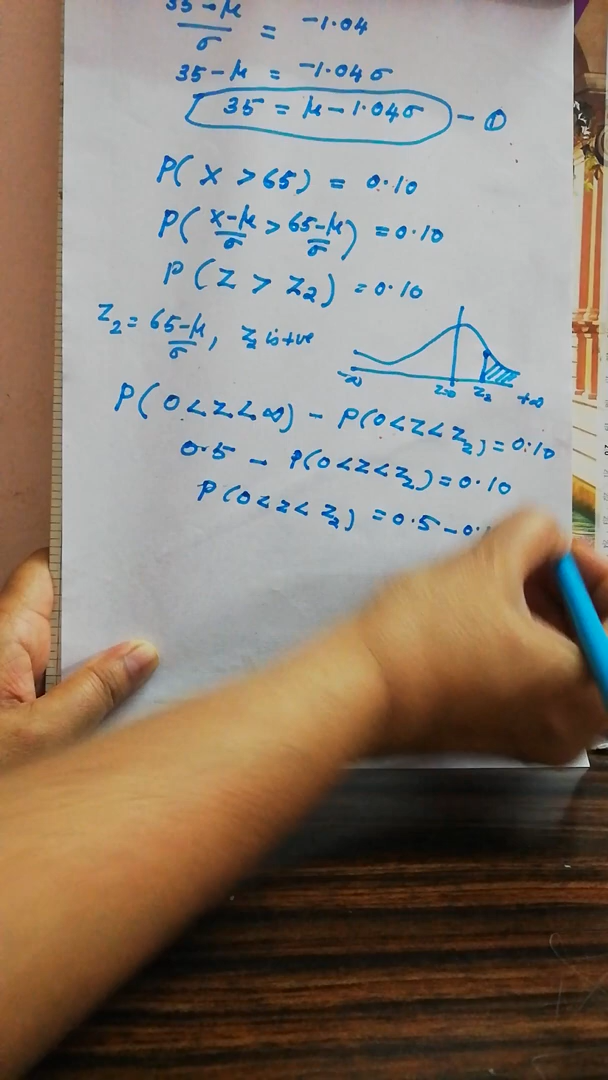 35-μ/σ = -1.04
35-μ = -1.04σ
35 = μ-1.04σ - ①
P( X > 65) = 0.10
P( X-μ/σ > 65-μ/σ ) = 0.10
P ( Z > Z₂ ) = 0.10
Z₂ = 65-μ/σ, Z₂ is +ve
-∞ Z=0 Z₂ +∞
P( 0<Z<∞) - P(0<Z<Z₂) = 0.10
0.5 - P(0<Z<Z₂) = 0.10
P(0<Z<Z₂) = 0.5-0.